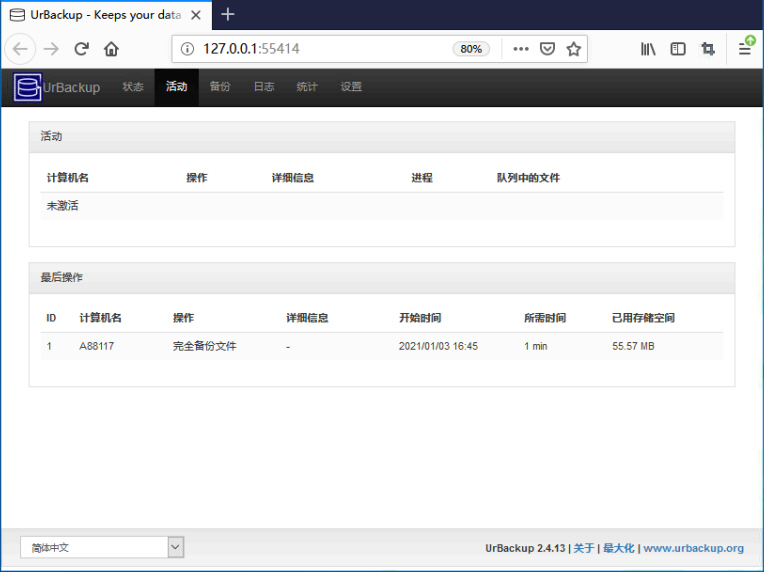 UrBackup - Keeps your data
127.0.0.1:55414
80%
UrBackup 状态 活动 备份 日志 统计 设置
活动
计算机名 操作 详细信息 进程 队列中的文件
未激活
最后操作
ID 计算机名 操作 详细信息 开始时间 所需时间 已用存储空间
1 A88117 完全备份文件 - 2021/01/03 16:45 1 min 55.57 MB
简体中文
UrBackup 2.4.13 | 关于 | 最大化 | www.urbackup.org